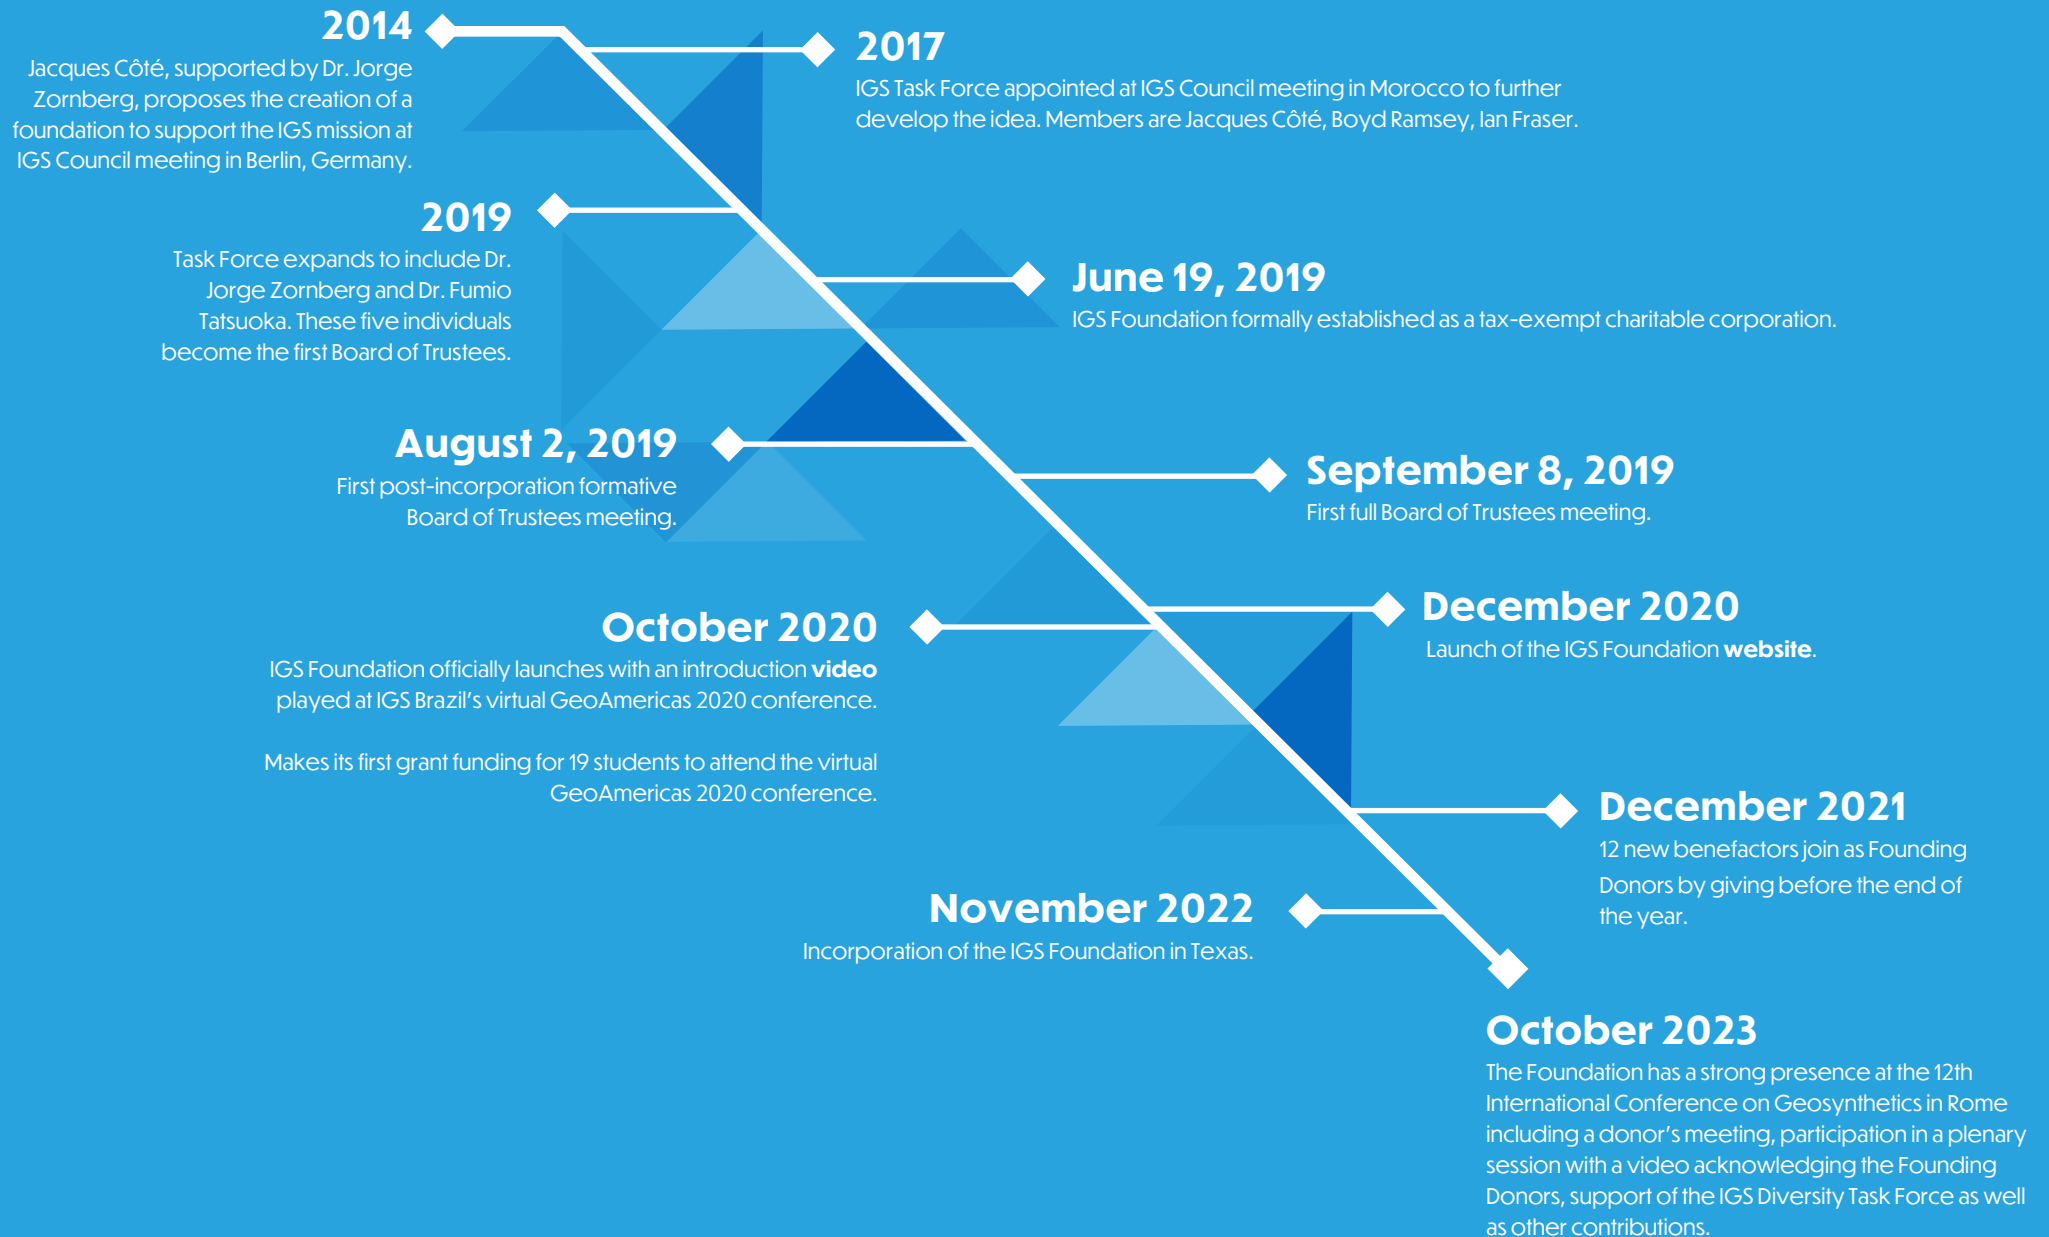 2014
Jacques Côté, supported by Dr. Jorge
Zornberg, proposes the creation of a
foundation to support the IGS mission at
IGS Council meeting in Berlin, Germany.
2017
IGS Task Force appointed at IGS Council meeting in Morocco to further
develop the idea. Members are Jacques Côté, Boyd Ramsey, Ian Fraser.
2019
Task Force expands to include Dr.
Jorge Zornberg and Dr. Fumio
Tatsuoka. These five individuals
become the first Board of Trustees.
June 19, 2019
IGS Foundation formally established as a tax-exempt charitable corporation.
August 2, 2019
First post-incorporation formative
Board of Trustees meeting.
September 8, 2019
First full Board of Trustees meeting.
October 2020
IGS Foundation officially launches with an introduction video
played at IGS Brazil's virtual GeoAmericas 2020 conference.
Makes its first grant funding for 19 students to attend the virtual
GeoAmericas 2020 conference.
December 2020
Launch of the IGS Foundation website.
December 2021
12 new benefactors join as Founding
Donors by giving before the end of
the year.
November 2022
Incorporation of the IGS Foundation in Texas.
October 2023
The Foundation has a strong presence at the 12th
International Conference on Geosynthetics in Rome
including a donor's meeting, participation in a plenary
session with a video acknowledging the Founding
Donors, support of the IGS Diversity Task Force as well
as other contributions.